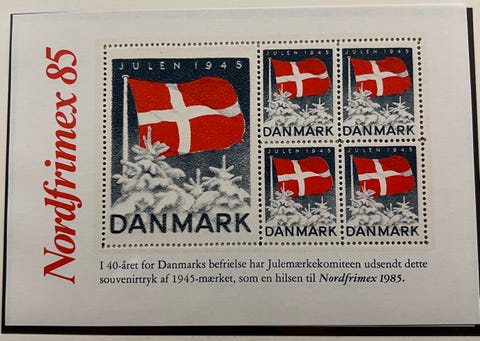 Nordfrimex 85
JULEN 1945
DANMARK
JULEN 1945
DANMARK
JULEN 1945
DANMARK
JULEN 1945
DANMARK
JULEN 1945
DANMARK
I 40-året for Danmarks befrielse har Julemærkekomiteen udsendt dette
souvenirtryk af 1945-mærket, som en hilsen til Nordfrimex 1985.